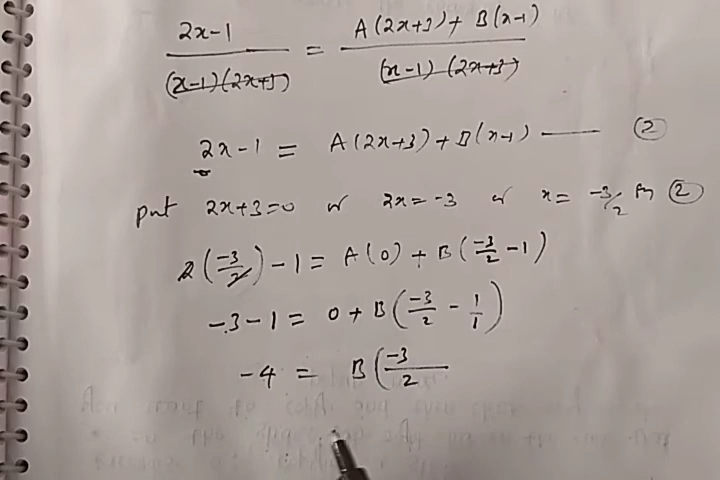 2x-1 / (x-1)(2x+3) = A(2x+3)+B(x-1) / (x-1)(2x+3)
2x-1 = A(2x+3)+B(x-1) —— ②
put 2x+3=0 or 2x=-3 or x= -3/2 in ②
2(-3/2)-1 = A(0)+B(-3/2-1)
-3-1 = 0+B(-3/2 - 1/1)
-4 = B(-3/2